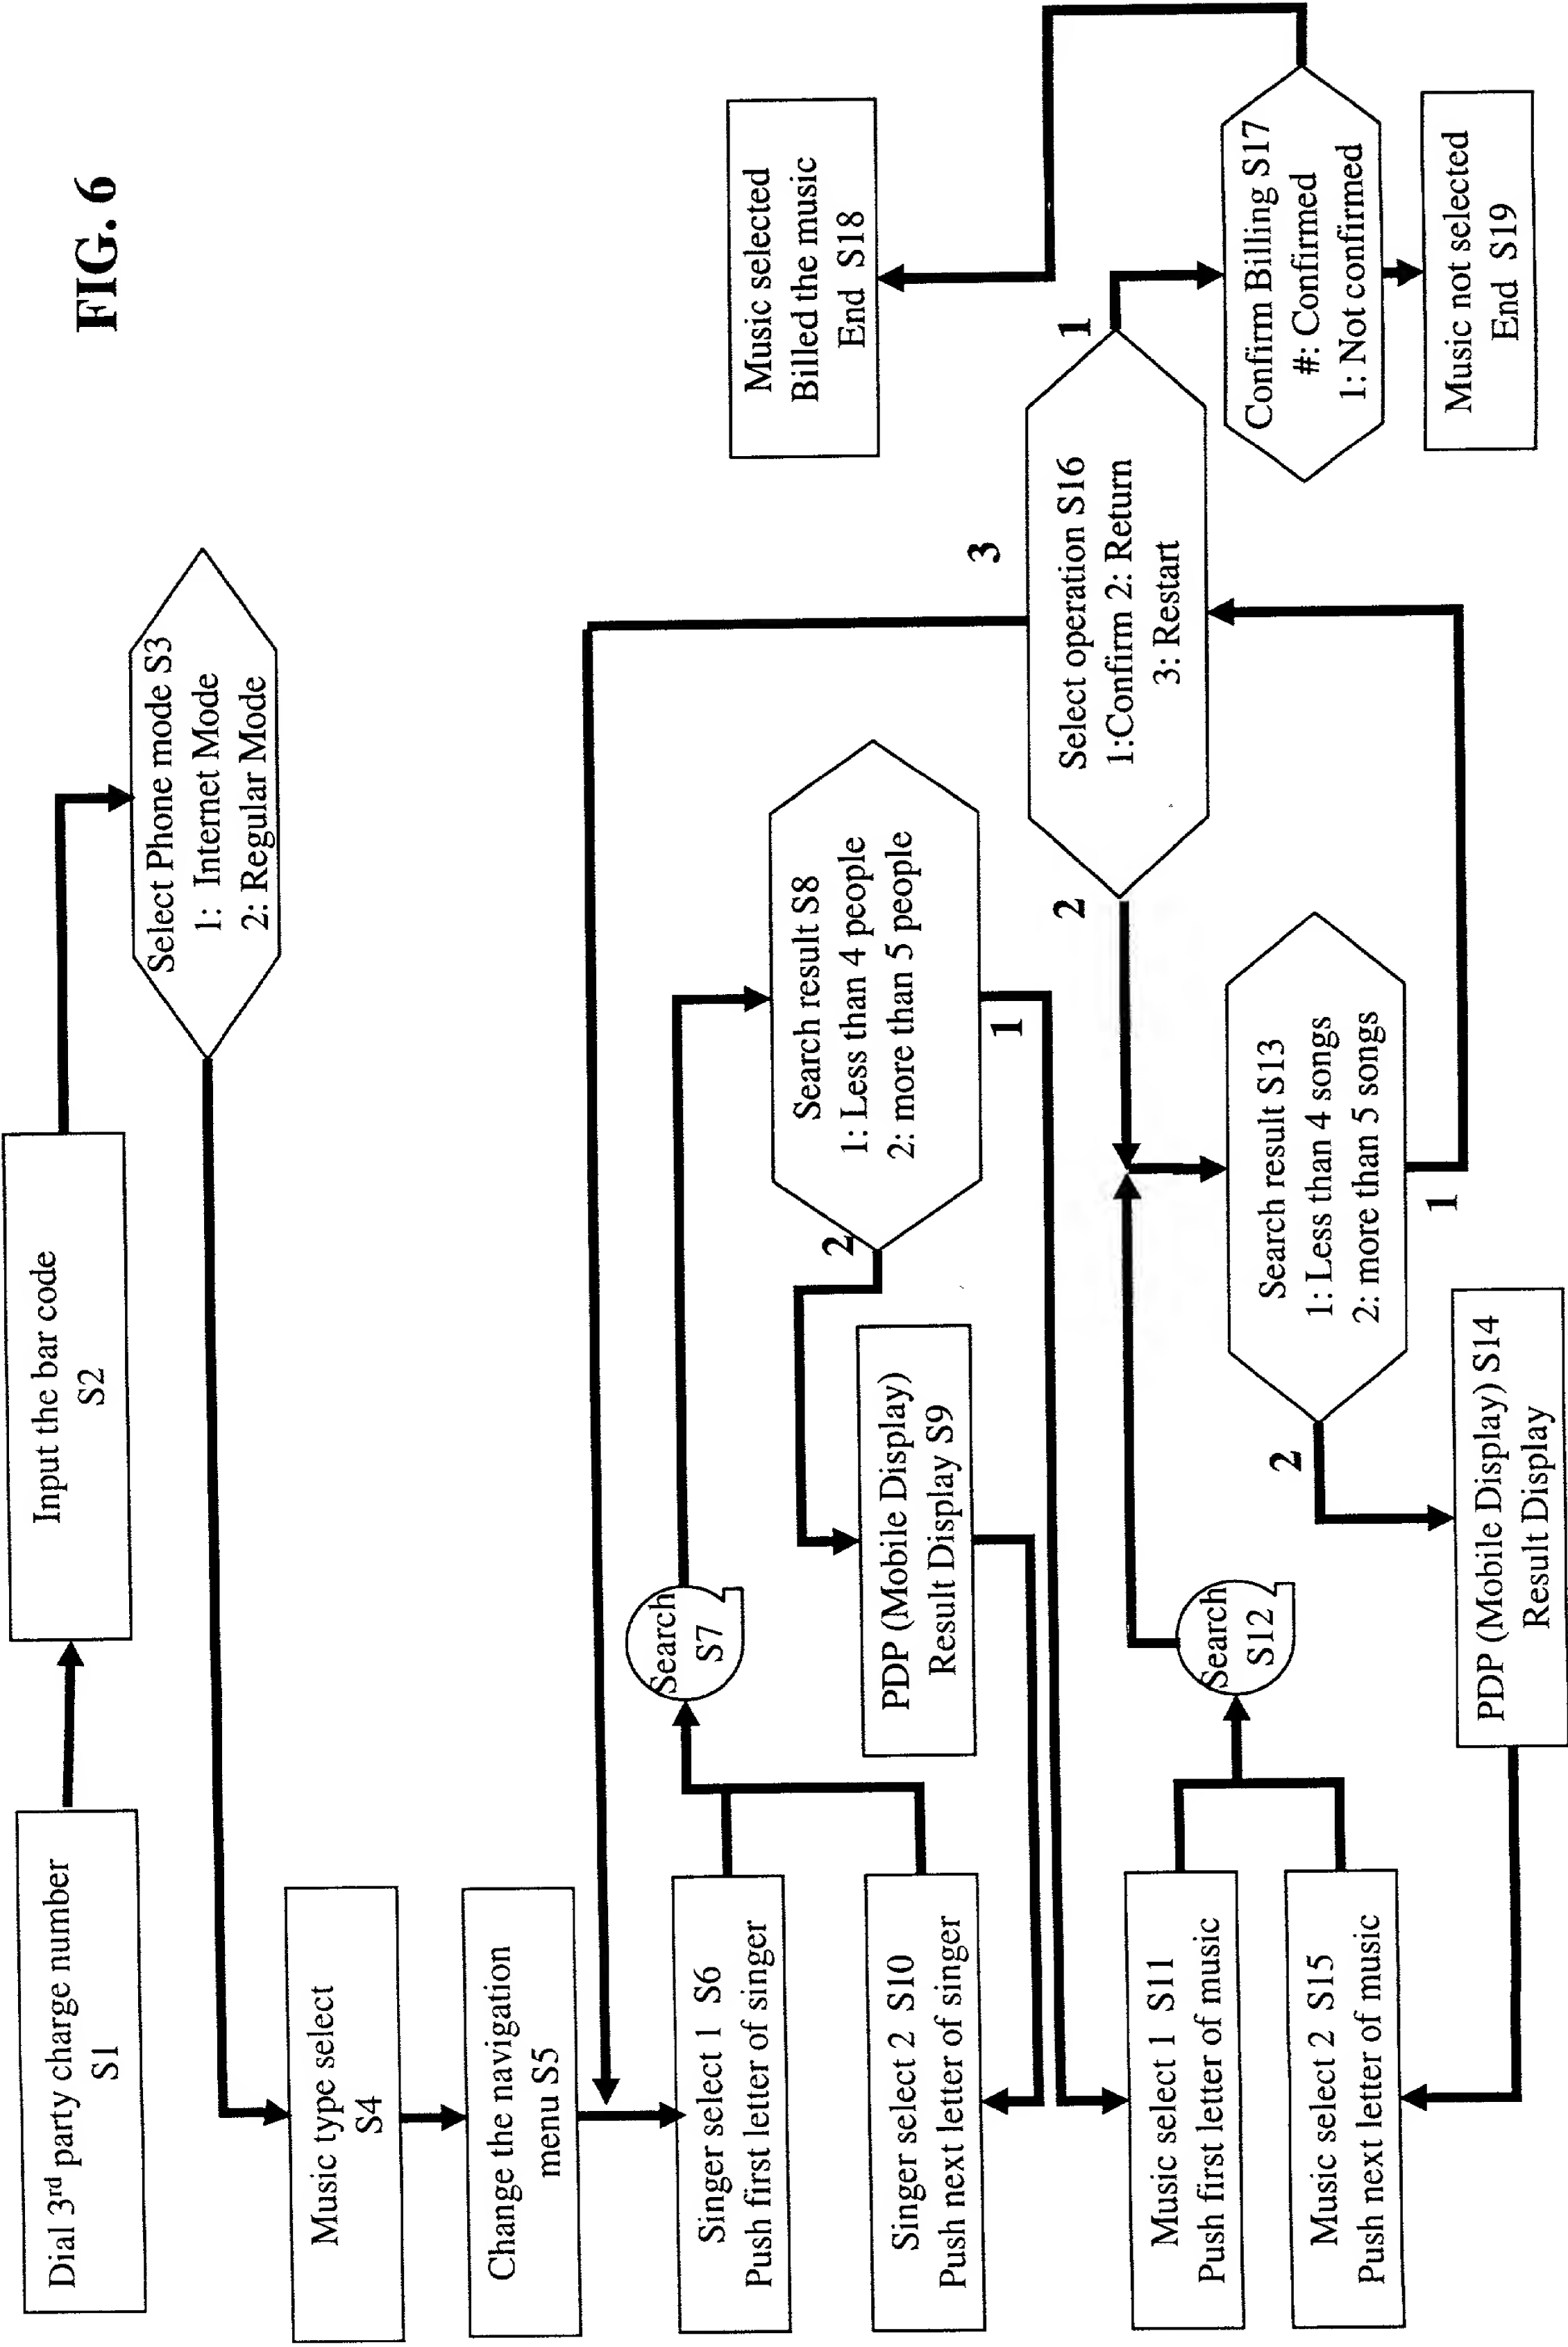 FIG. 6
Dial 3rd party charge number
S1
Input the bar code
S2
Select Phone mode S3
1: Internet Mode
2: Regular Mode
Music type select
S4
Change the navigation
menu S5
Singer select 1 S6
Push first letter of singer
Search
S7
Search result S8
1: Less than 4 people
2: more than 5 people
2
1
PDP (Mobile Display)
Result Display S9
Singer select 2 S10
Push next letter of singer
Music select 1 S11
Push first letter of music
Search
S12
Search result S13
1: Less than 4 songs
2: more than 5 songs
2
1
PDP (Mobile Display) S14
Result Display
Music select 2 S15
Push next letter of music
Select operation S16
1:Confirm 2: Return
3: Restart
3
2
1
Confirm Billing S17
#: Confirmed
1: Not confirmed
Music selected
Billed the music
End S18
Music not selected
End S19